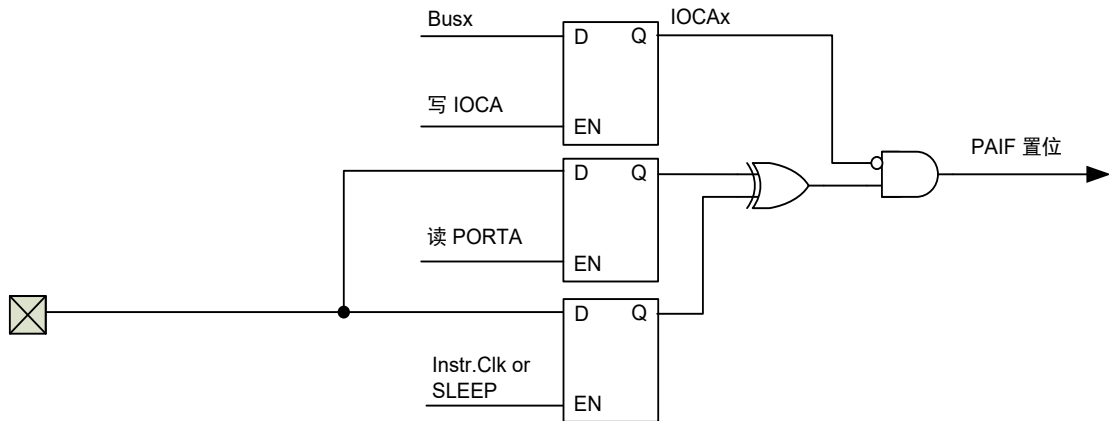 Busx
D Q
IOCAx
写 IOCA
EN
PAIF 置位
D Q
读 PORTA
EN
D Q
Instr.Clk or
SLEEP
EN